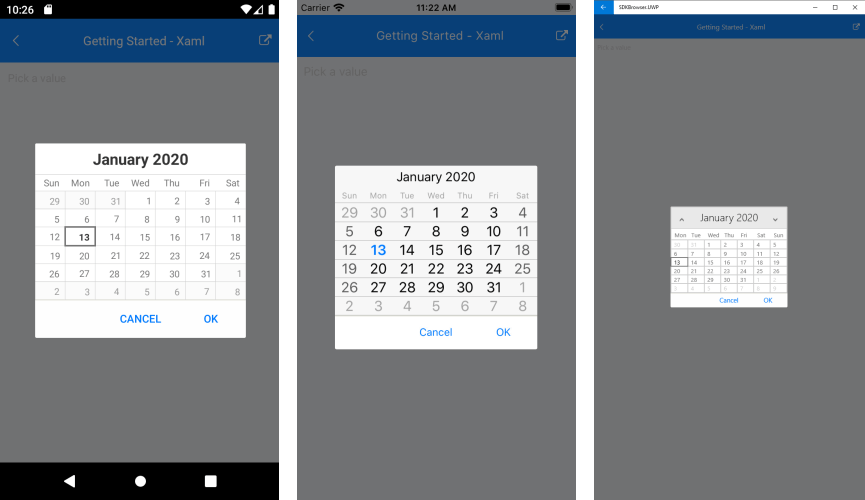 10:26
Getting Started - Xaml
Pick a value
January 2020
Sun Mon Tue Wed Thu Fri Sat
29 30 31 1 2 3 4
5 6 7 8 9 10 11
12 13 14 15 16 17 18
19 20 21 22 23 24 25
26 27 28 29 30 31 1
2 3 4 5 6 7 8
CANCEL OK
Carrier 11:22 AM
Getting Started - Xaml
Pick a value
January 2020
Sun Mon Tue Wed Thu Fri Sat
29 30 31 1 2 3 4
5 6 7 8 9 10 11
12 13 14 15 16 17 18
19 20 21 22 23 24 25
26 27 28 29 30 31 1
2 3 4 5 6 7 8
Cancel OK
SDKBrowser.UWP
Getting Started - Xaml
Pick a value
January 2020
Mon Tue Wed Thu Fri Sat Sun
30 31 1 2 3 4 5
6 7 8 9 10 11 12
13 14 15 16 17 18 19
20 21 22 23 24 25 26
27 28 29 30 31 1 2
3 4 5 6 7 8 9
Cancel OK